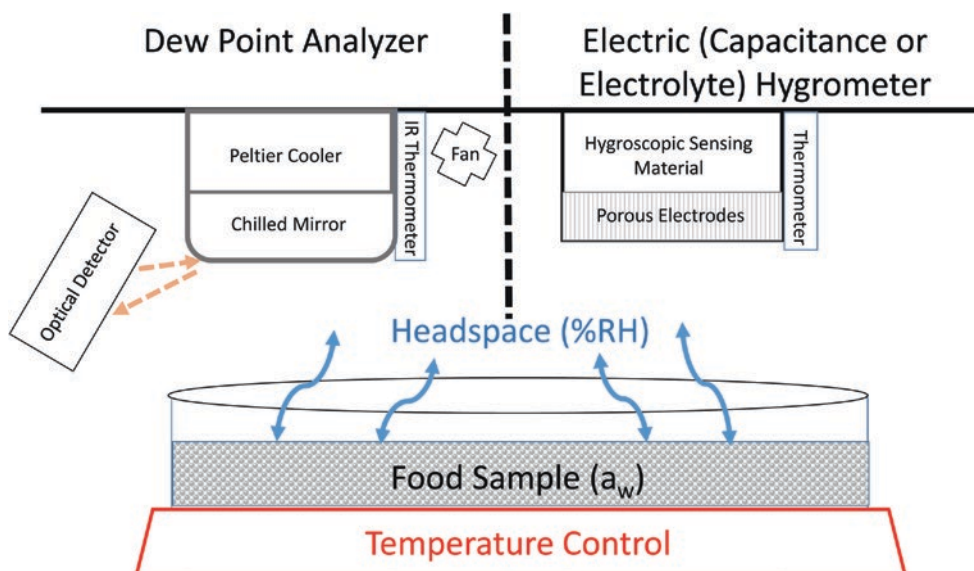 Dew Point Analyzer
Electric (Capacitance or
Electrolyte) Hygrometer
Peltier Cooler
Chilled Mirror
IR Thermometer
Fan
Optical Detector
Hygroscopic Sensing
Material
Porous Electrodes
Thermometer
Headspace (%RH)
Food Sample (a_w)
Temperature Control